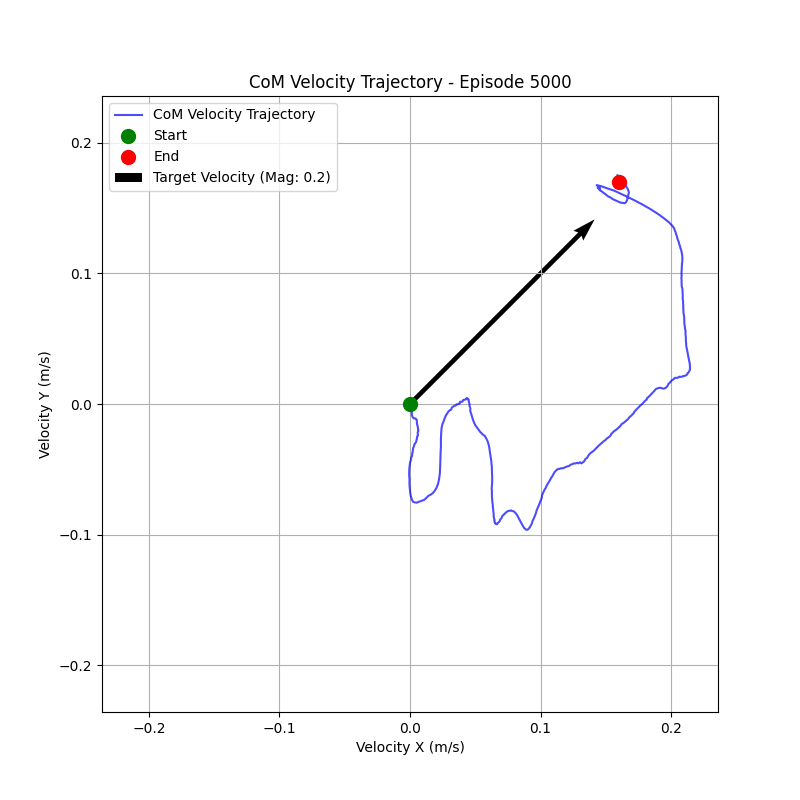 CoM Velocity Trajectory - Episode 5000
CoM Velocity Trajectory
Start
End
Target Velocity (Mag: 0.2)
0.2
0.1
0.0
−0.1
−0.2
Velocity Y (m/s)
−0.2
−0.1
0.0
0.1
0.2
Velocity X (m/s)